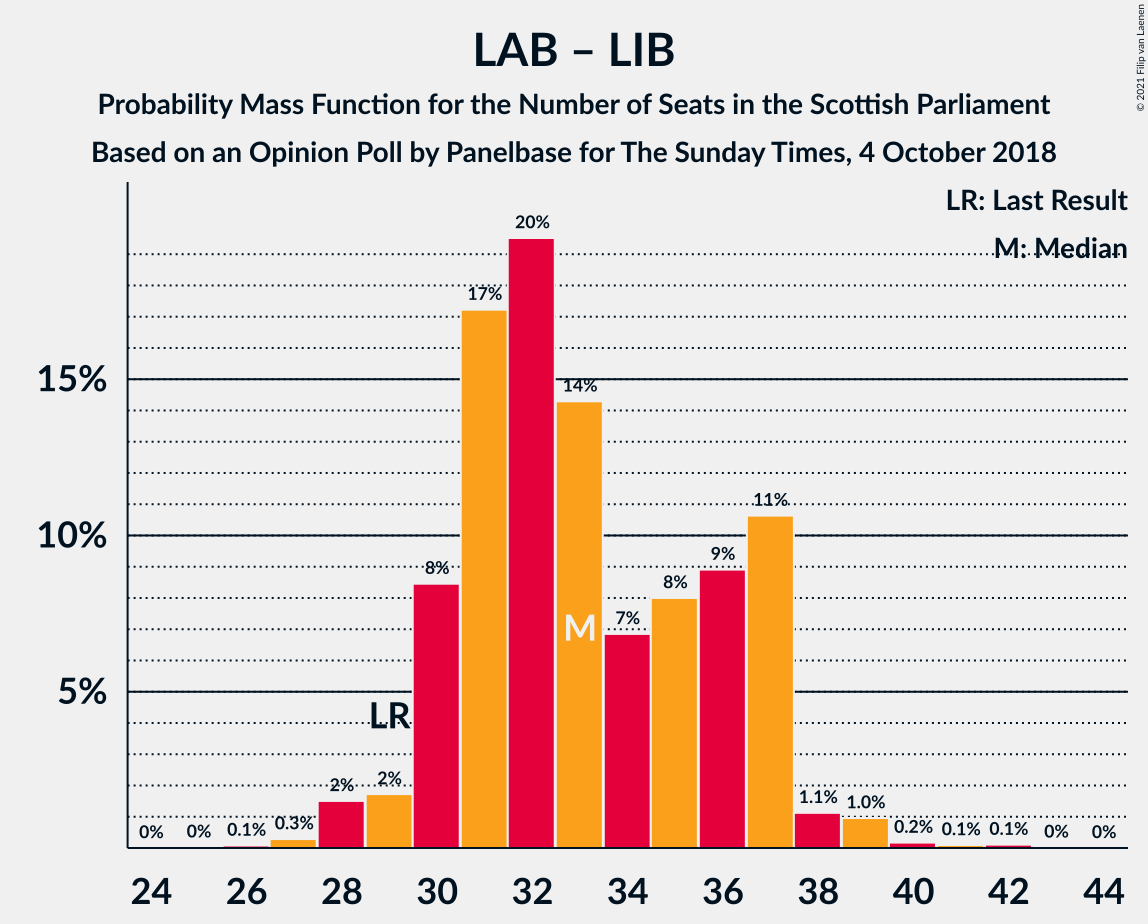 LAB – LIB
Probability Mass Function for the Number of Seats in the Scottish Parliament
Based on an Opinion Poll by Panelbase for The Sunday Times, 4 October 2018
© 2021 Filip van Laenen
LR: Last Result
M: Median
15%
10%
5%
0%
0%
0.1%
0.3%
2%
2%
8%
17%
20%
14%
7%
8%
9%
11%
1.1%
1.0%
0.2%
0.1%
0.1%
0%
0%
LR
M
24 26 28 30 32 34 36 38 40 42 44